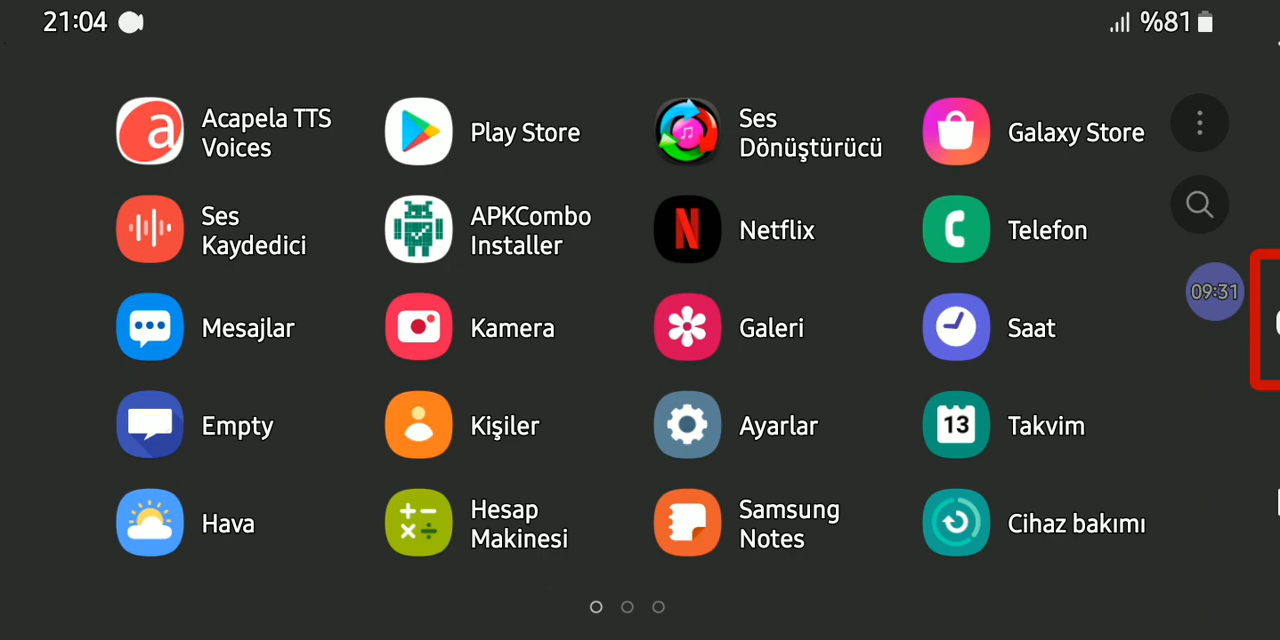 21:04
%81
Acapela TTS
Voices
Play Store
Ses
Dönüştürücü
Galaxy Store
Ses
Kaydedici
APKCombo
Installer
Netflix
Telefon
09:31
Mesajlar
Kamera
Galeri
Saat
Empty
Kişiler
Ayarlar
13
Takvim
Hava
Hesap
Makinesi
Samsung
Notes
Cihaz bakımı